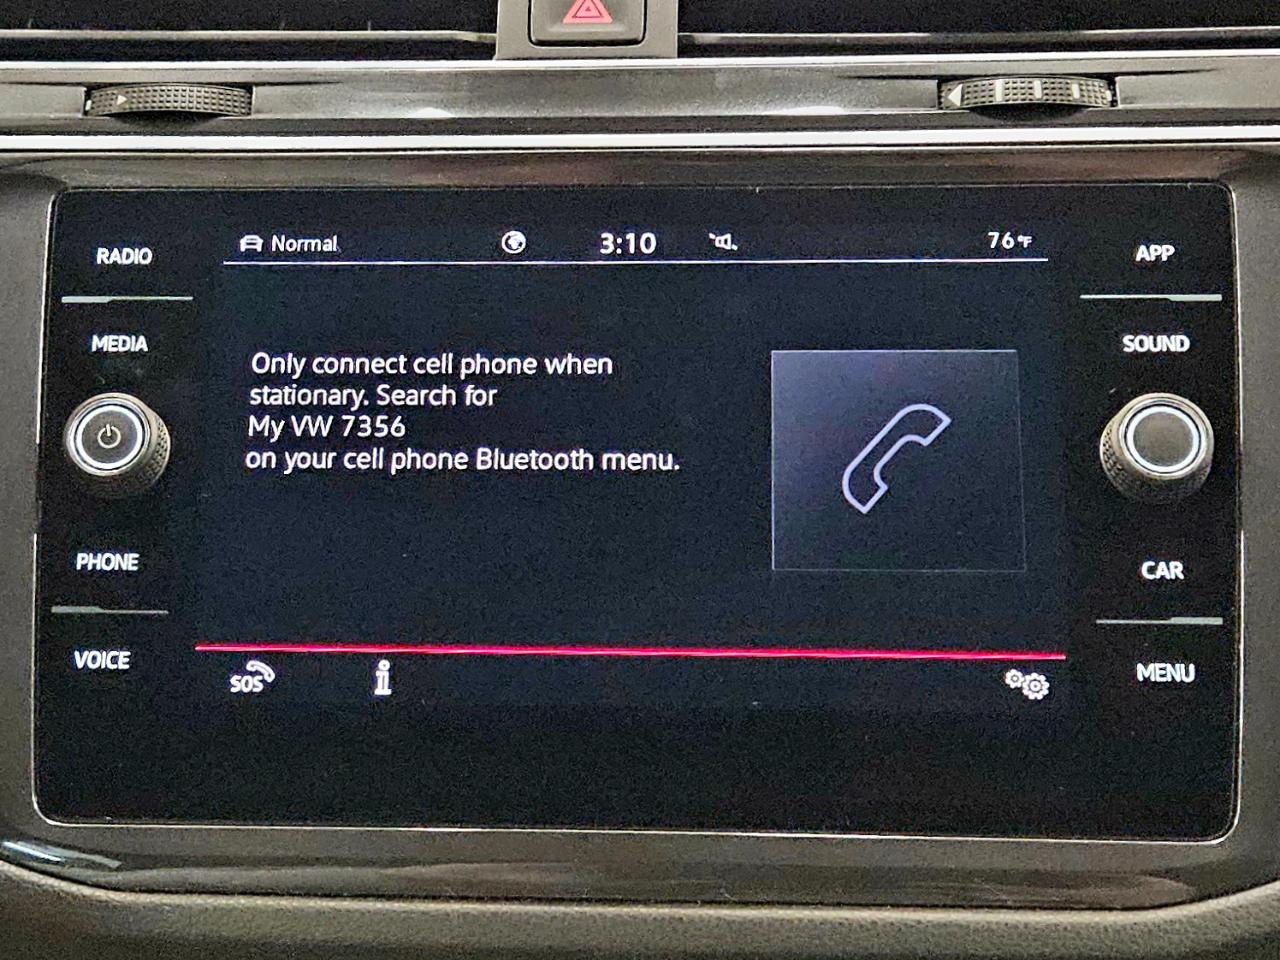 Normal
3:10
76°F
RADIO
APP
MEDIA
SOUND
Only connect cell phone when
stationary. Search for
My VW 7356
on your cell phone Bluetooth menu.
PHONE
CAR
VOICE
MENU
SOS
i